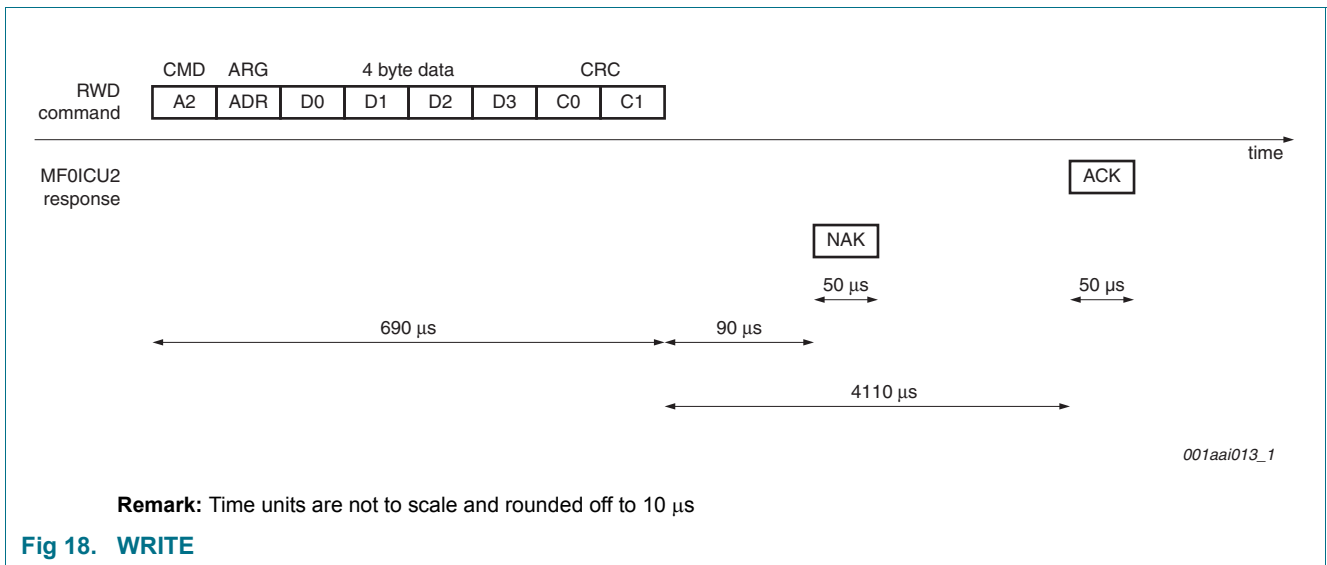 CMD ARG 4 byte data CRC
RWD command
A2 ADR D0 D1 D2 D3 C0 C1
time
MF0ICU2 response
ACK
NAK
50 μs 50 μs
690 μs 90 μs
4110 μs
001aai013_1
Remark: Time units are not to scale and rounded off to 10 μs
Fig 18. WRITE